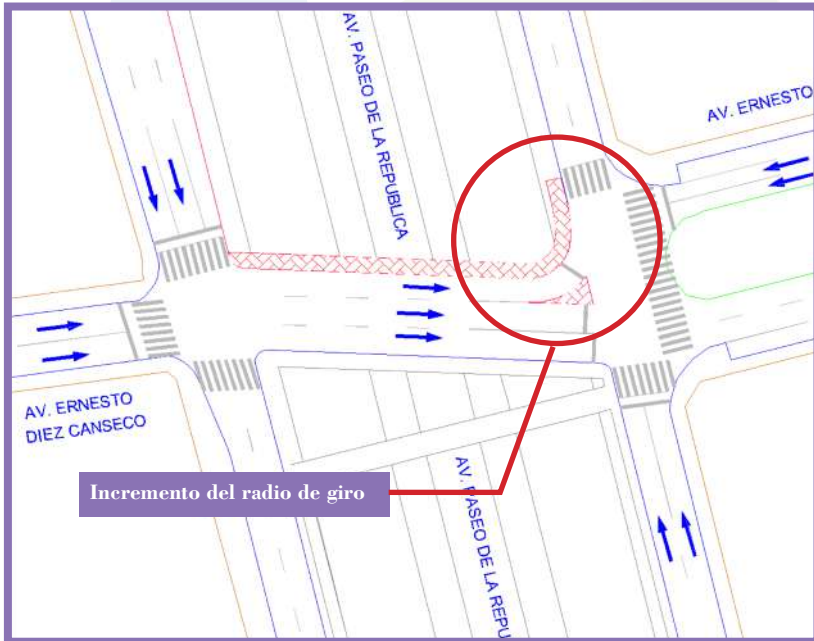 AV. PASEO DE LA REPUBLICA
AV. ERNESTO
AV. ERNESTO
DIEZ CANSECO
Incremento del radio de giro
AV. PASEO DE LA REPU